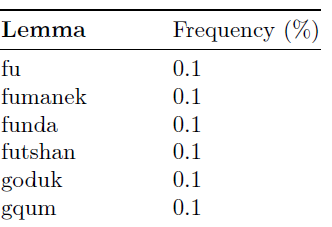 Lemma Frequency (%)
fu 0.1
fumanek 0.1
funda 0.1
futshan 0.1
goduk 0.1
gqum 0.1